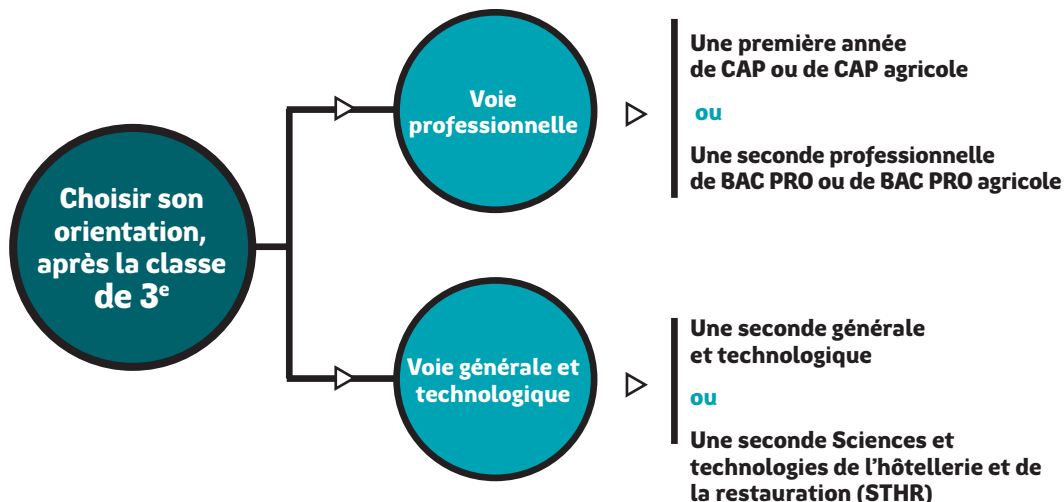 Choisir son
orientation,
après la classe
de 3e
Voie
professionnelle
Une première année
de CAP ou de CAP agricole
ou
Une seconde professionnelle
de BAC PRO ou de BAC PRO agricole
Voie générale et
technologique
Une seconde générale
et technologique
ou
Une seconde Sciences et
technologies de l’hôtellerie et de
la restauration (STHR)